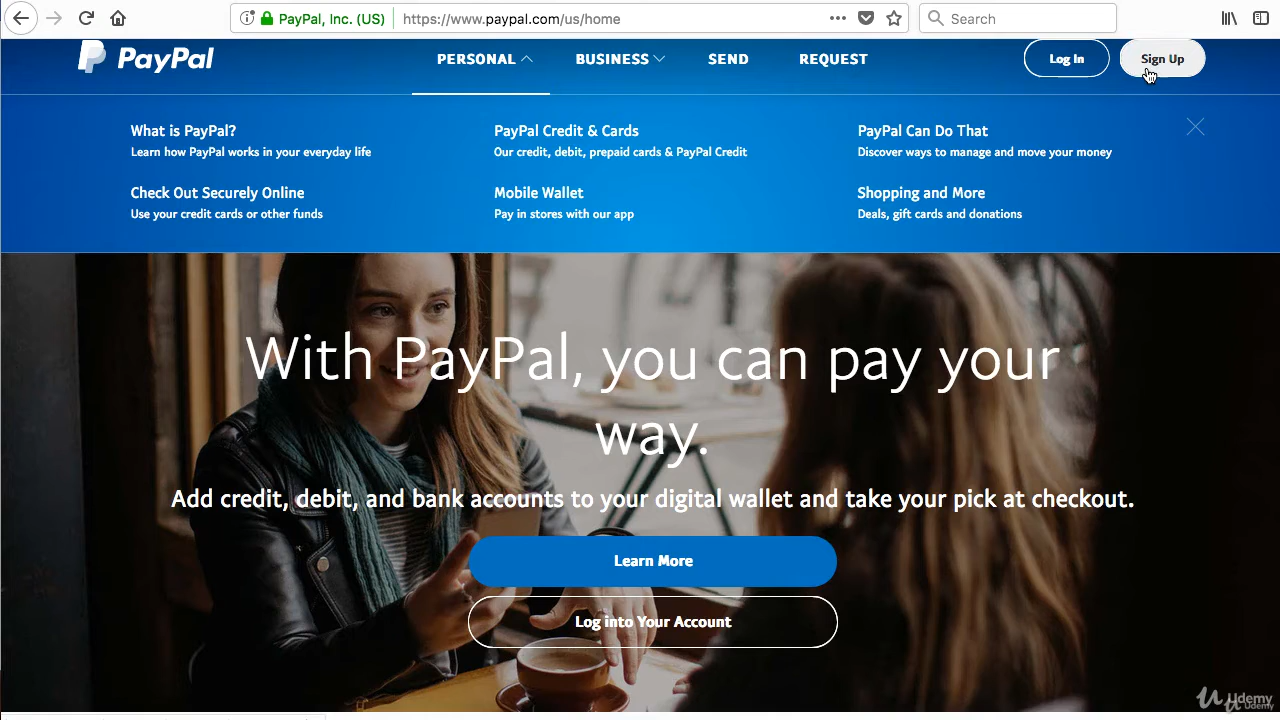 PayPal, Inc. (US)
https://www.paypal.com/us/home
Search
PayPal
PERSONAL
BUSINESS
SEND
REQUEST
Log In
Sign Up
What is PayPal?
Learn how PayPal works in your everyday life
PayPal Credit & Cards
Our credit, debit, prepaid cards & PayPal Credit
PayPal Can Do That
Discover ways to manage and move your money
Check Out Securely Online
Use your credit cards or other funds
Mobile Wallet
Pay in stores with our app
Shopping and More
Deals, gift cards and donations
With PayPal, you can pay your
way.
Add credit, debit, and bank accounts to your digital wallet and take your pick at checkout.
Learn More
Log into Your Account
Udemy
Udemy